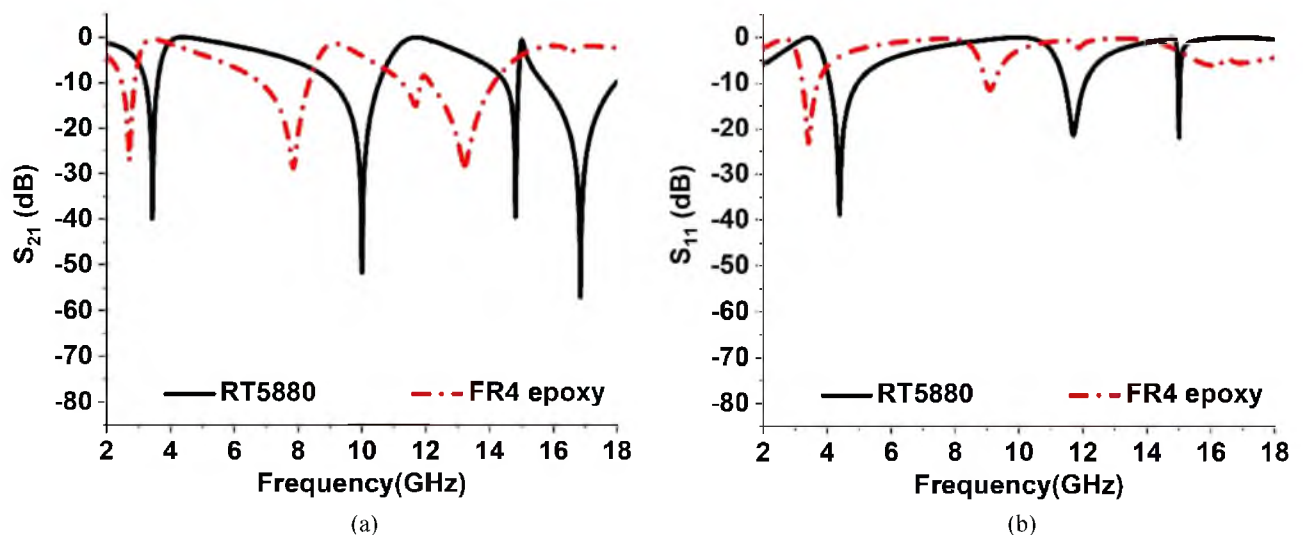 0
-10
-20
-30
-40
-50
-60
-70
-80
S21 (dB)
RT5880
FR4 epoxy
2 4 6 8 10 12 14 16 18
Frequency(GHz)
(a)
0
-10
-20
-30
-40
-50
-60
-70
-80
S11 (dB)
RT5880
FR4 epoxy
2 4 6 8 10 12 14 16 18
Frequency(GHz)
(b)